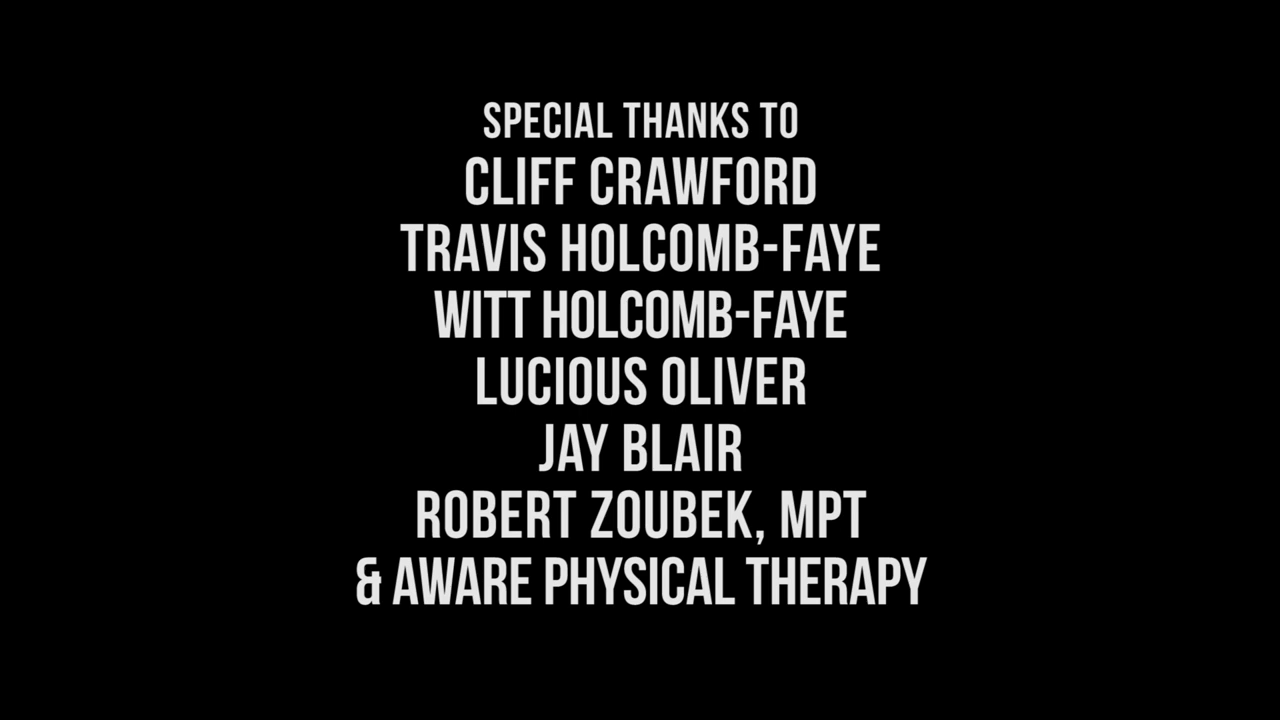 SPECIAL THANKS TO
CLIFF CRAWFORD
TRAVIS HOLCOMB-FAYE
WITT HOLCOMB-FAYE
LUCIOUS OLIVER
JAY BLAIR
ROBERT ZOUBEK, MPT
& AWARE PHYSICAL THERAPY